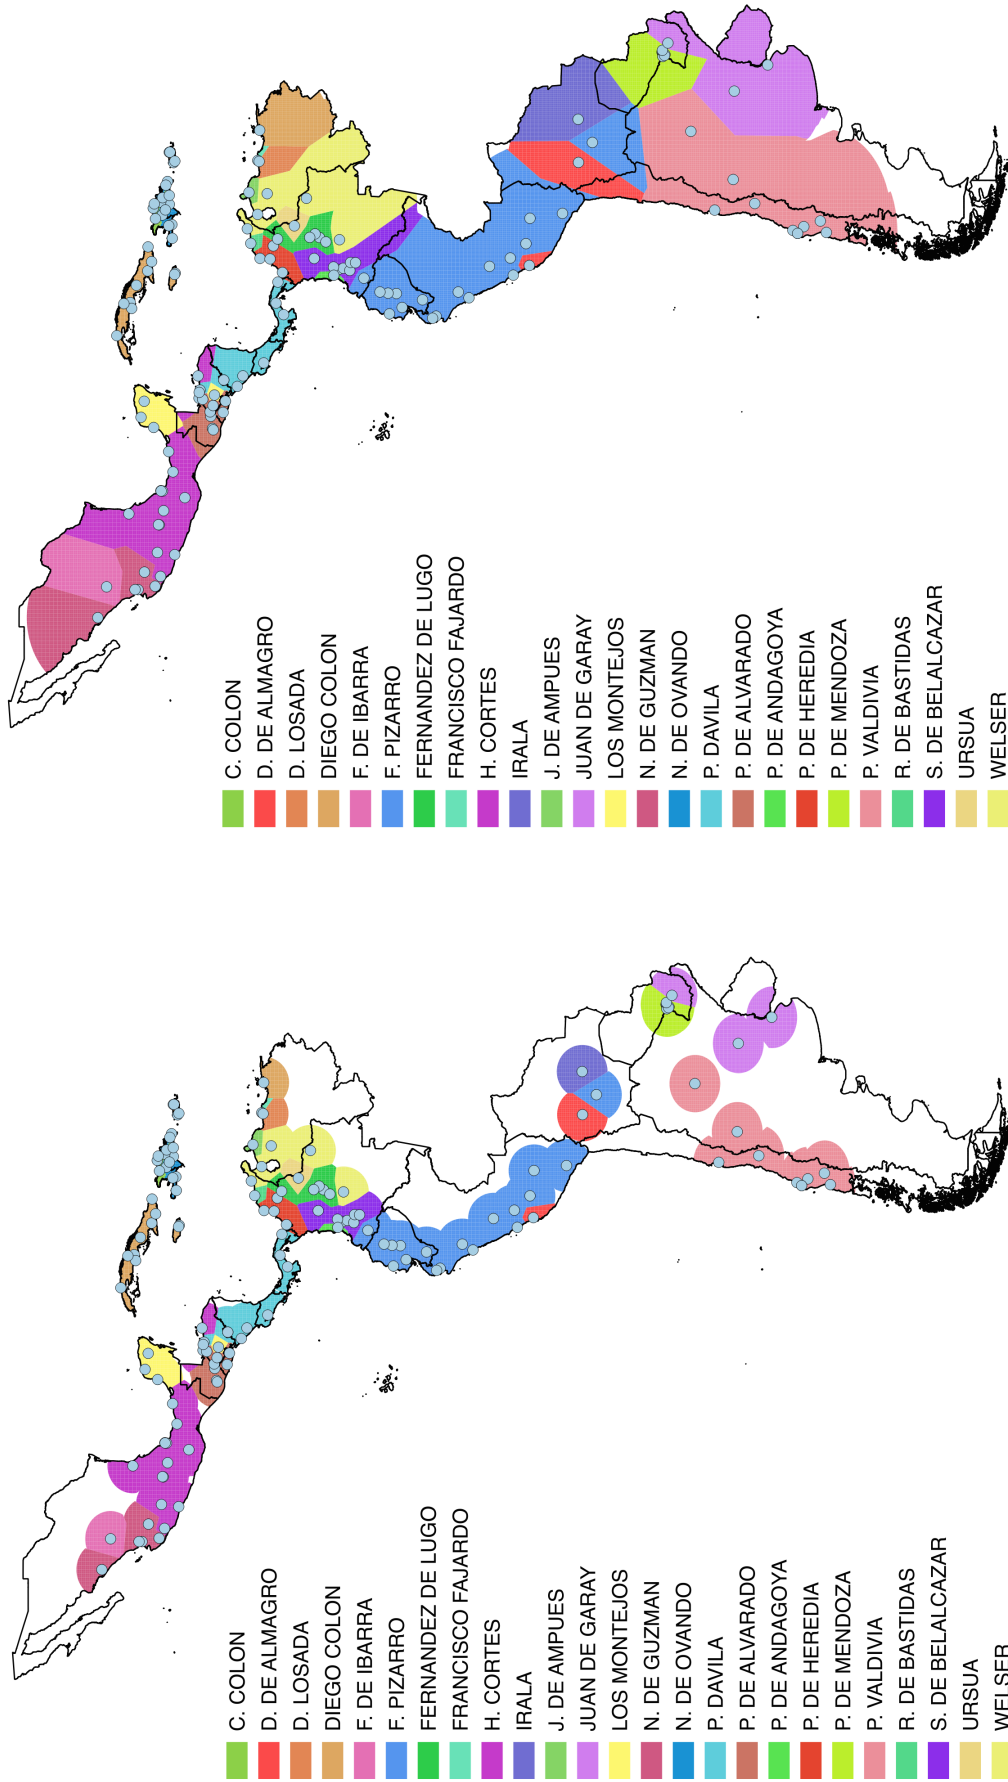 C. COLON
D. DE ALMAGRO
D. LOSADA
DIEGO COLON
F. DE IBARRA
F. PIZARRO
FERNANDEZ DE LUGO
FRANCISCO FAJARDO
H. CORTES
IRALA
J. DE AMPUES
JUAN DE GARAY
LOS MONTEJOS
N. DE GUZMAN
N. DE OVANDO
P. DAVILA
P. DE ALVARADO
P. DE ANDAGOYA
P. DE HEREDIA
P. DE MENDOZA
P. VALDIVIA
R. DE BASTIDAS
S. DE BELALCAZAR
URSUA
WELSER
C. COLON
D. DE ALMAGRO
D. LOSADA
DIEGO COLON
F. DE IBARRA
F. PIZARRO
FERNANDEZ DE LUGO
FRANCISCO FAJARDO
H. CORTES
IRALA
J. DE AMPUES
JUAN DE GARAY
LOS MONTEJOS
N. DE GUZMAN
N. DE OVANDO
P. DAVILA
P. DE ALVARADO
P. DE ANDAGOYA
P. DE HEREDIA
P. DE MENDOZA
P. VALDIVIA
R. DE BASTIDAS
S. DE BELALCAZAR
URSUA
WELSER